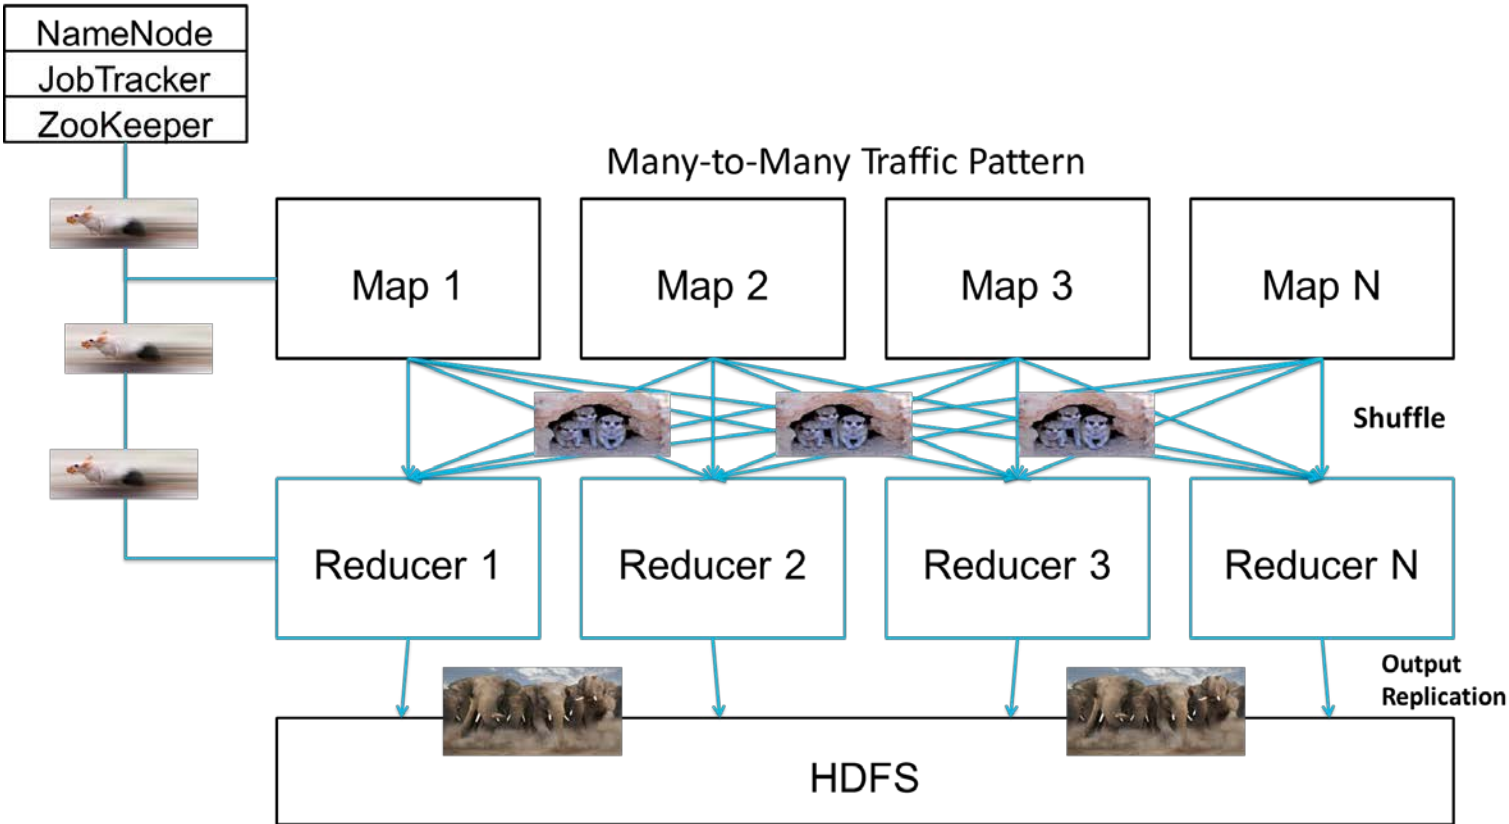 NameNode
JobTracker
ZooKeeper
Many-to-Many Traffic Pattern
Map 1
Map 2
Map 3
Map N
Shuffle
Reducer 1
Reducer 2
Reducer 3
Reducer N
Output
Replication
HDFS